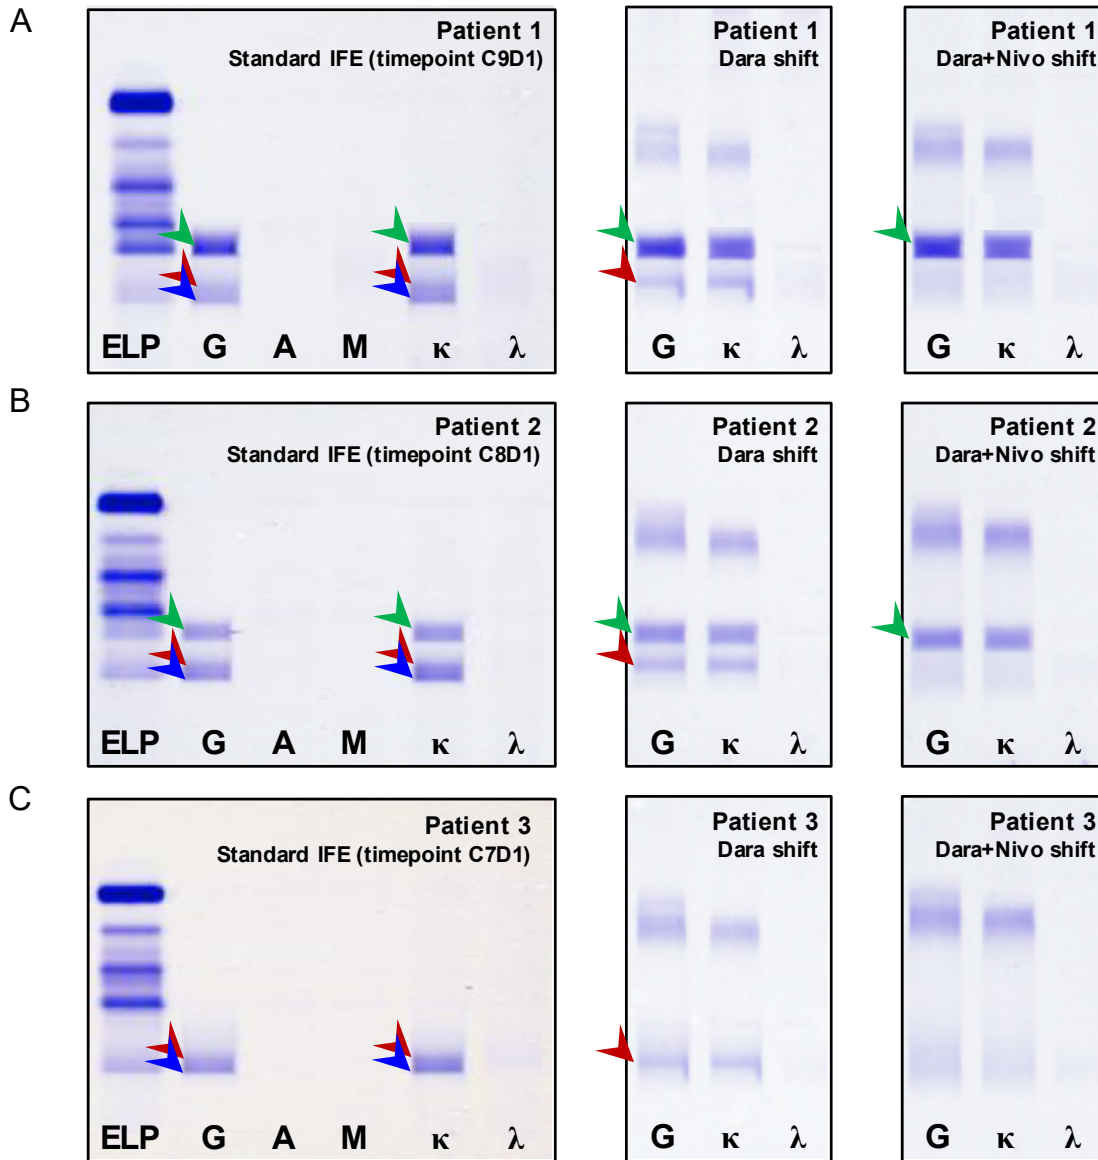 A
Patient 1
Standard IFE (timepoint C9D1)
ELP G A M κ λ
Patient 1
Dara shift
G κ λ
Patient 1
Dara+Nivo shift
G κ λ
B
Patient 2
Standard IFE (timepoint C8D1)
ELP G A M κ λ
Patient 2
Dara shift
G κ λ
Patient 2
Dara+Nivo shift
G κ λ
C
Patient 3
Standard IFE (timepoint C7D1)
ELP G A M κ λ
Patient 3
Dara shift
G κ λ
Patient 3
Dara+Nivo shift
G κ λ